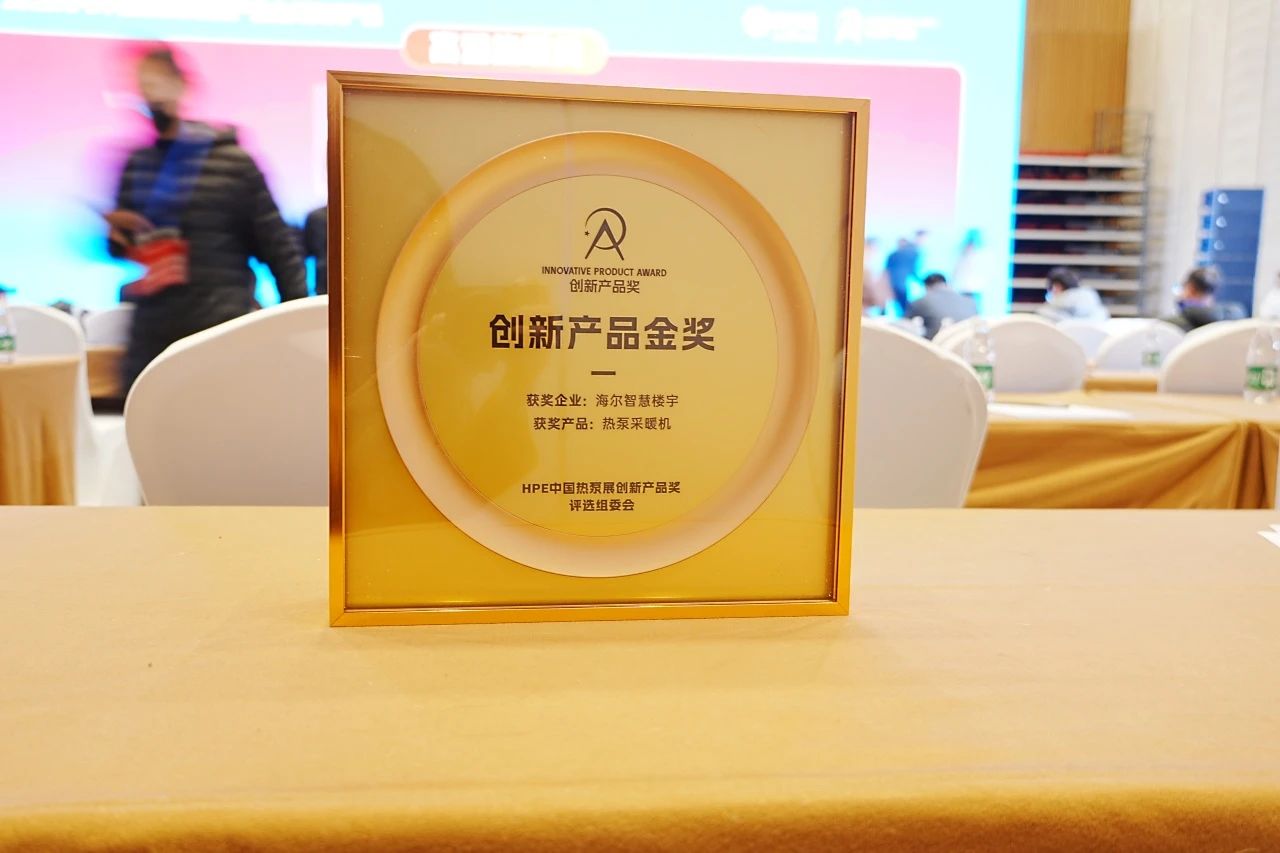 INNOVATIVE PRODUCT AWARD
创新产品奖
创新产品金奖
获奖企业：海尔智慧楼宇
获奖产品：热泵采暖机
HPE中国热泵展创新产品奖
评选组委会